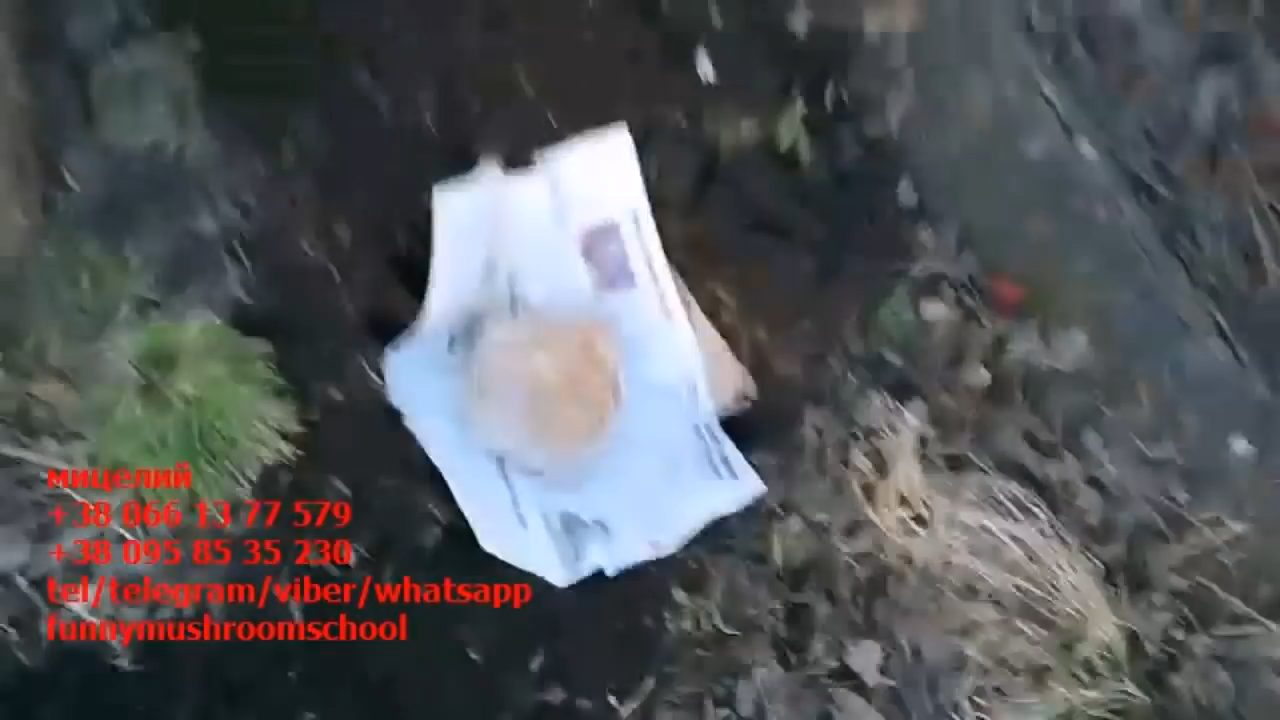 мицелий
+38 066 13 77 579
+38 095 85 35 230
tel/telegram/viber/whatsapp
funnymushroomschool